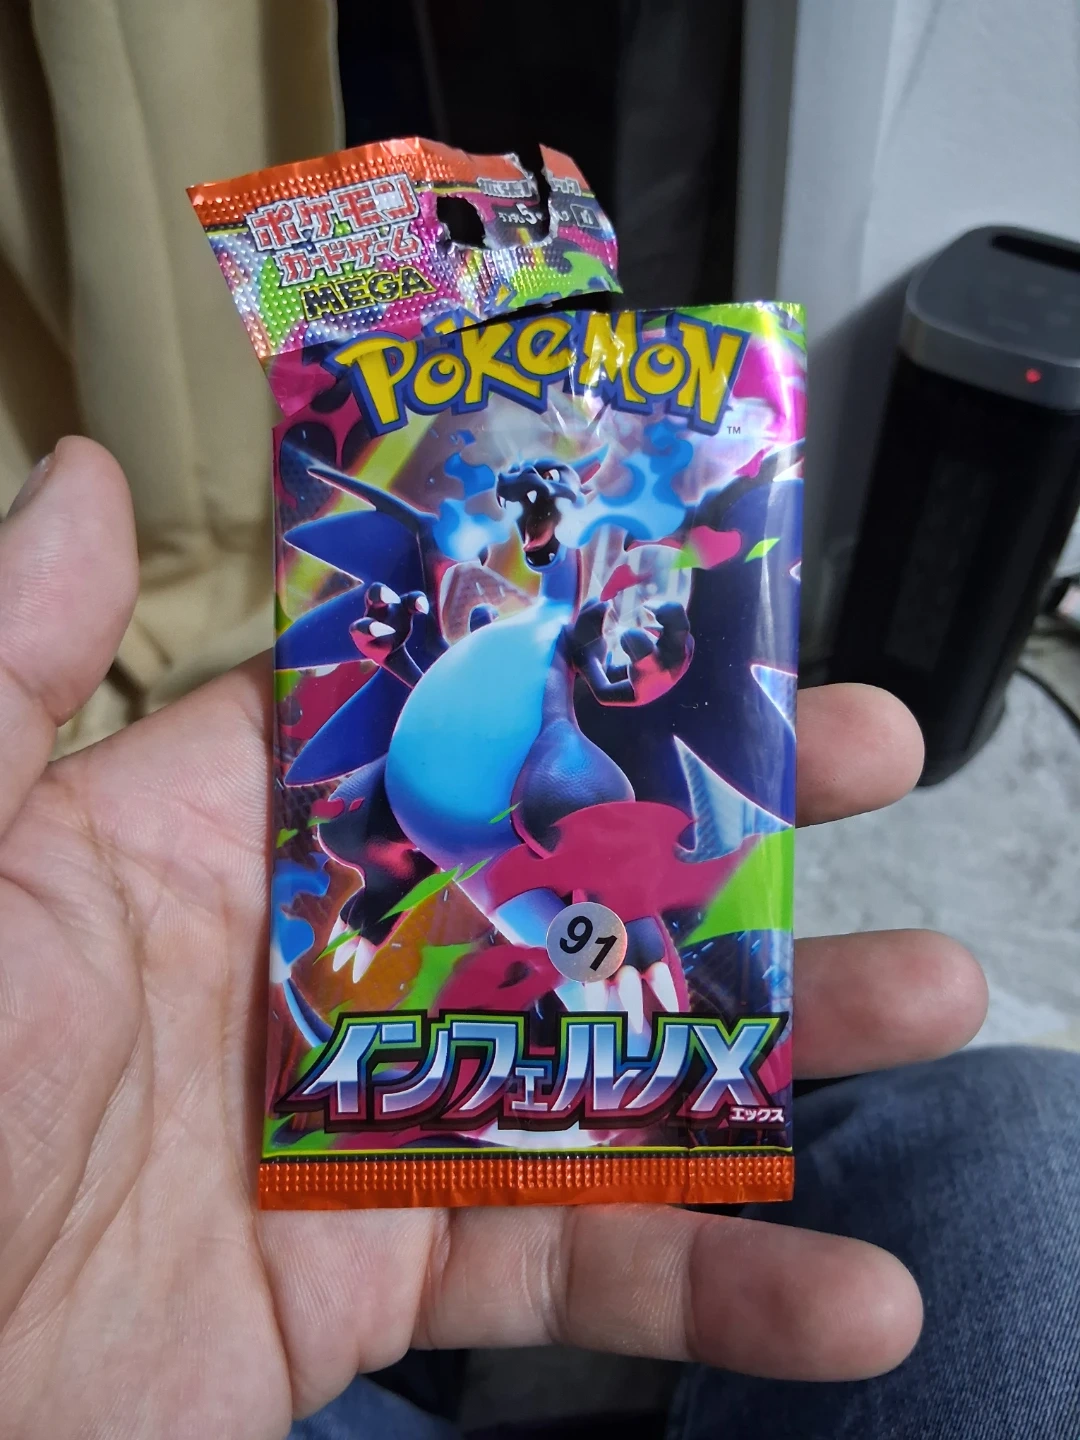 ポケモン
カードゲーム
MEGA
POKéMON
TM
91
インフェルノX
エックス